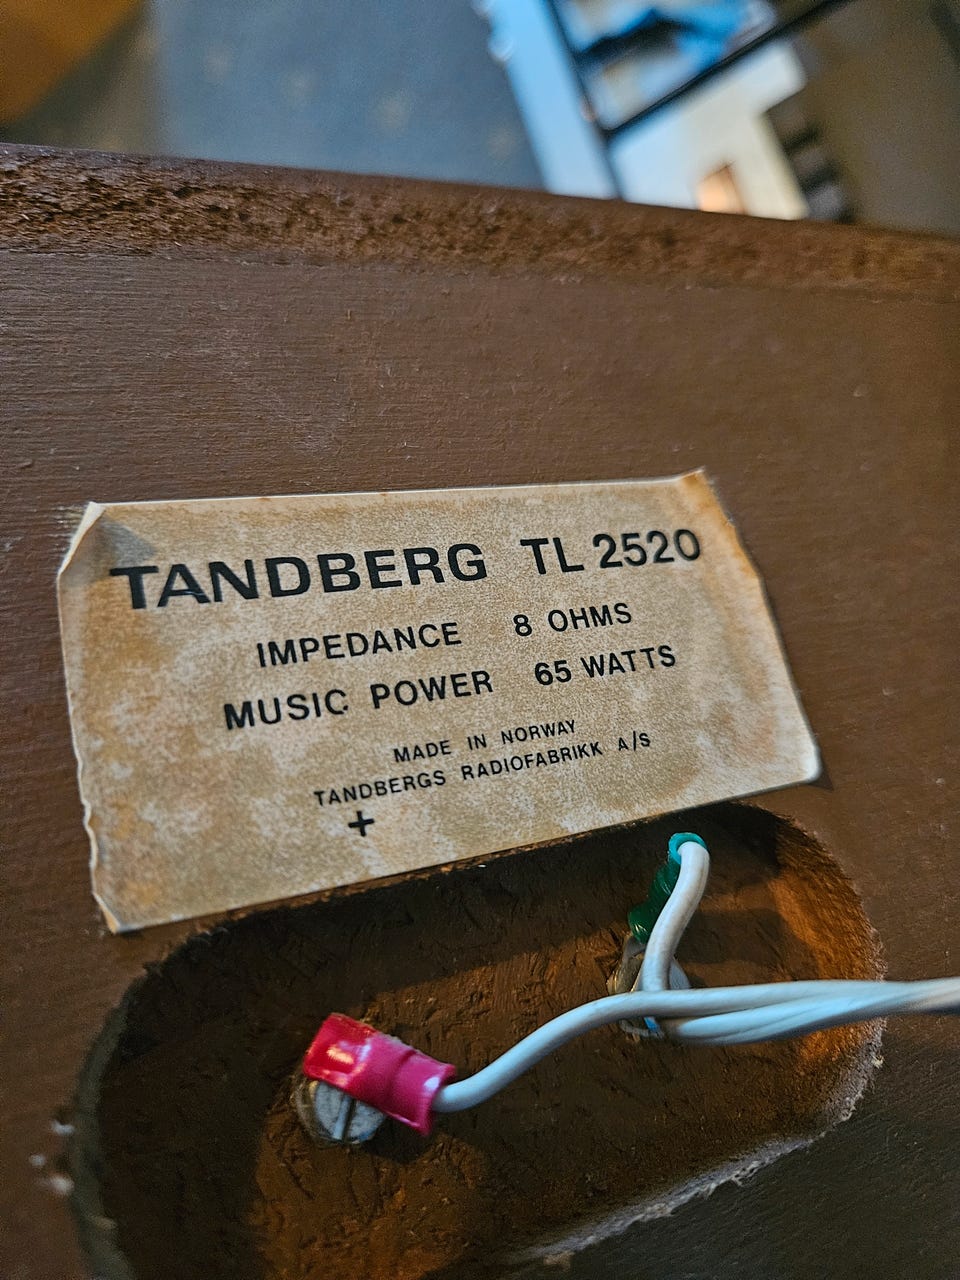 TANDBERG TL 2520
IMPEDANCE 8 OHMS
MUSIC POWER 65 WATTS
MADE IN NORWAY
TANDBERGS RADIOFABRIKK A/S
+